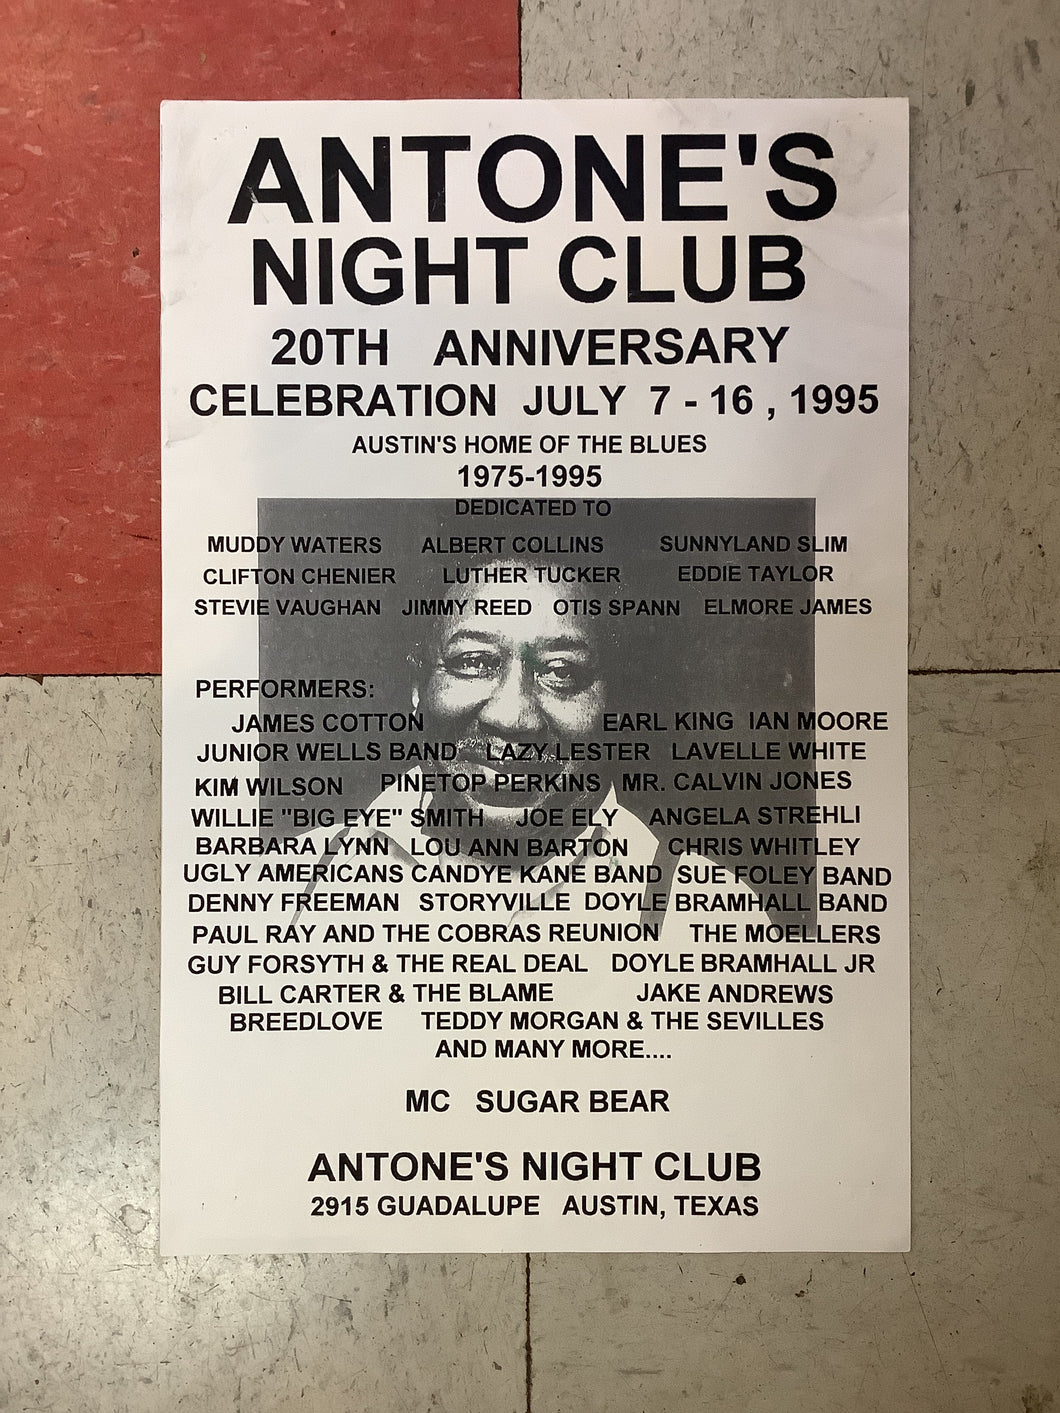 ANTONE'S
NIGHT CLUB
20TH ANNIVERSARY
CELEBRATION JULY 7 - 16 , 1995
AUSTIN'S HOME OF THE BLUES
1975-1995
DEDICATED TO
MUDDY WATERS ALBERT COLLINS SUNNYLAND SLIM
CLIFTON CHENIER LUTHER TUCKER EDDIE TAYLOR
STEVIE VAUGHAN JIMMY REED OTIS SPANN ELMORE JAMES
PERFORMERS:
JAMES COTTON EARL KING IAN MOORE
JUNIOR WELLS BAND LAZY LESTER LAVELLE WHITE
KIM WILSON PINETOP PERKINS MR. CALVIN JONES
WILLIE "BIG EYE" SMITH JOE ELY ANGELA STREHLI
BARBARA LYNN LOU ANN BARTON CHRIS WHITLEY
UGLY AMERICANS CANDYE KANE BAND SUE FOLEY BAND
DENNY FREEMAN STORYVILLE DOYLE BRAMHALL BAND
PAUL RAY AND THE COBRAS REUNION THE MOELLERS
GUY FORSYTH & THE REAL DEAL DOYLE BRAMHALL JR
BILL CARTER & THE BLAME JAKE ANDREWS
BREEDLOVE TEDDY MORGAN & THE SEVILLES
AND MANY MORE....
MC SUGAR BEAR
ANTONE'S NIGHT CLUB
2915 GUADALUPE AUSTIN, TEXAS